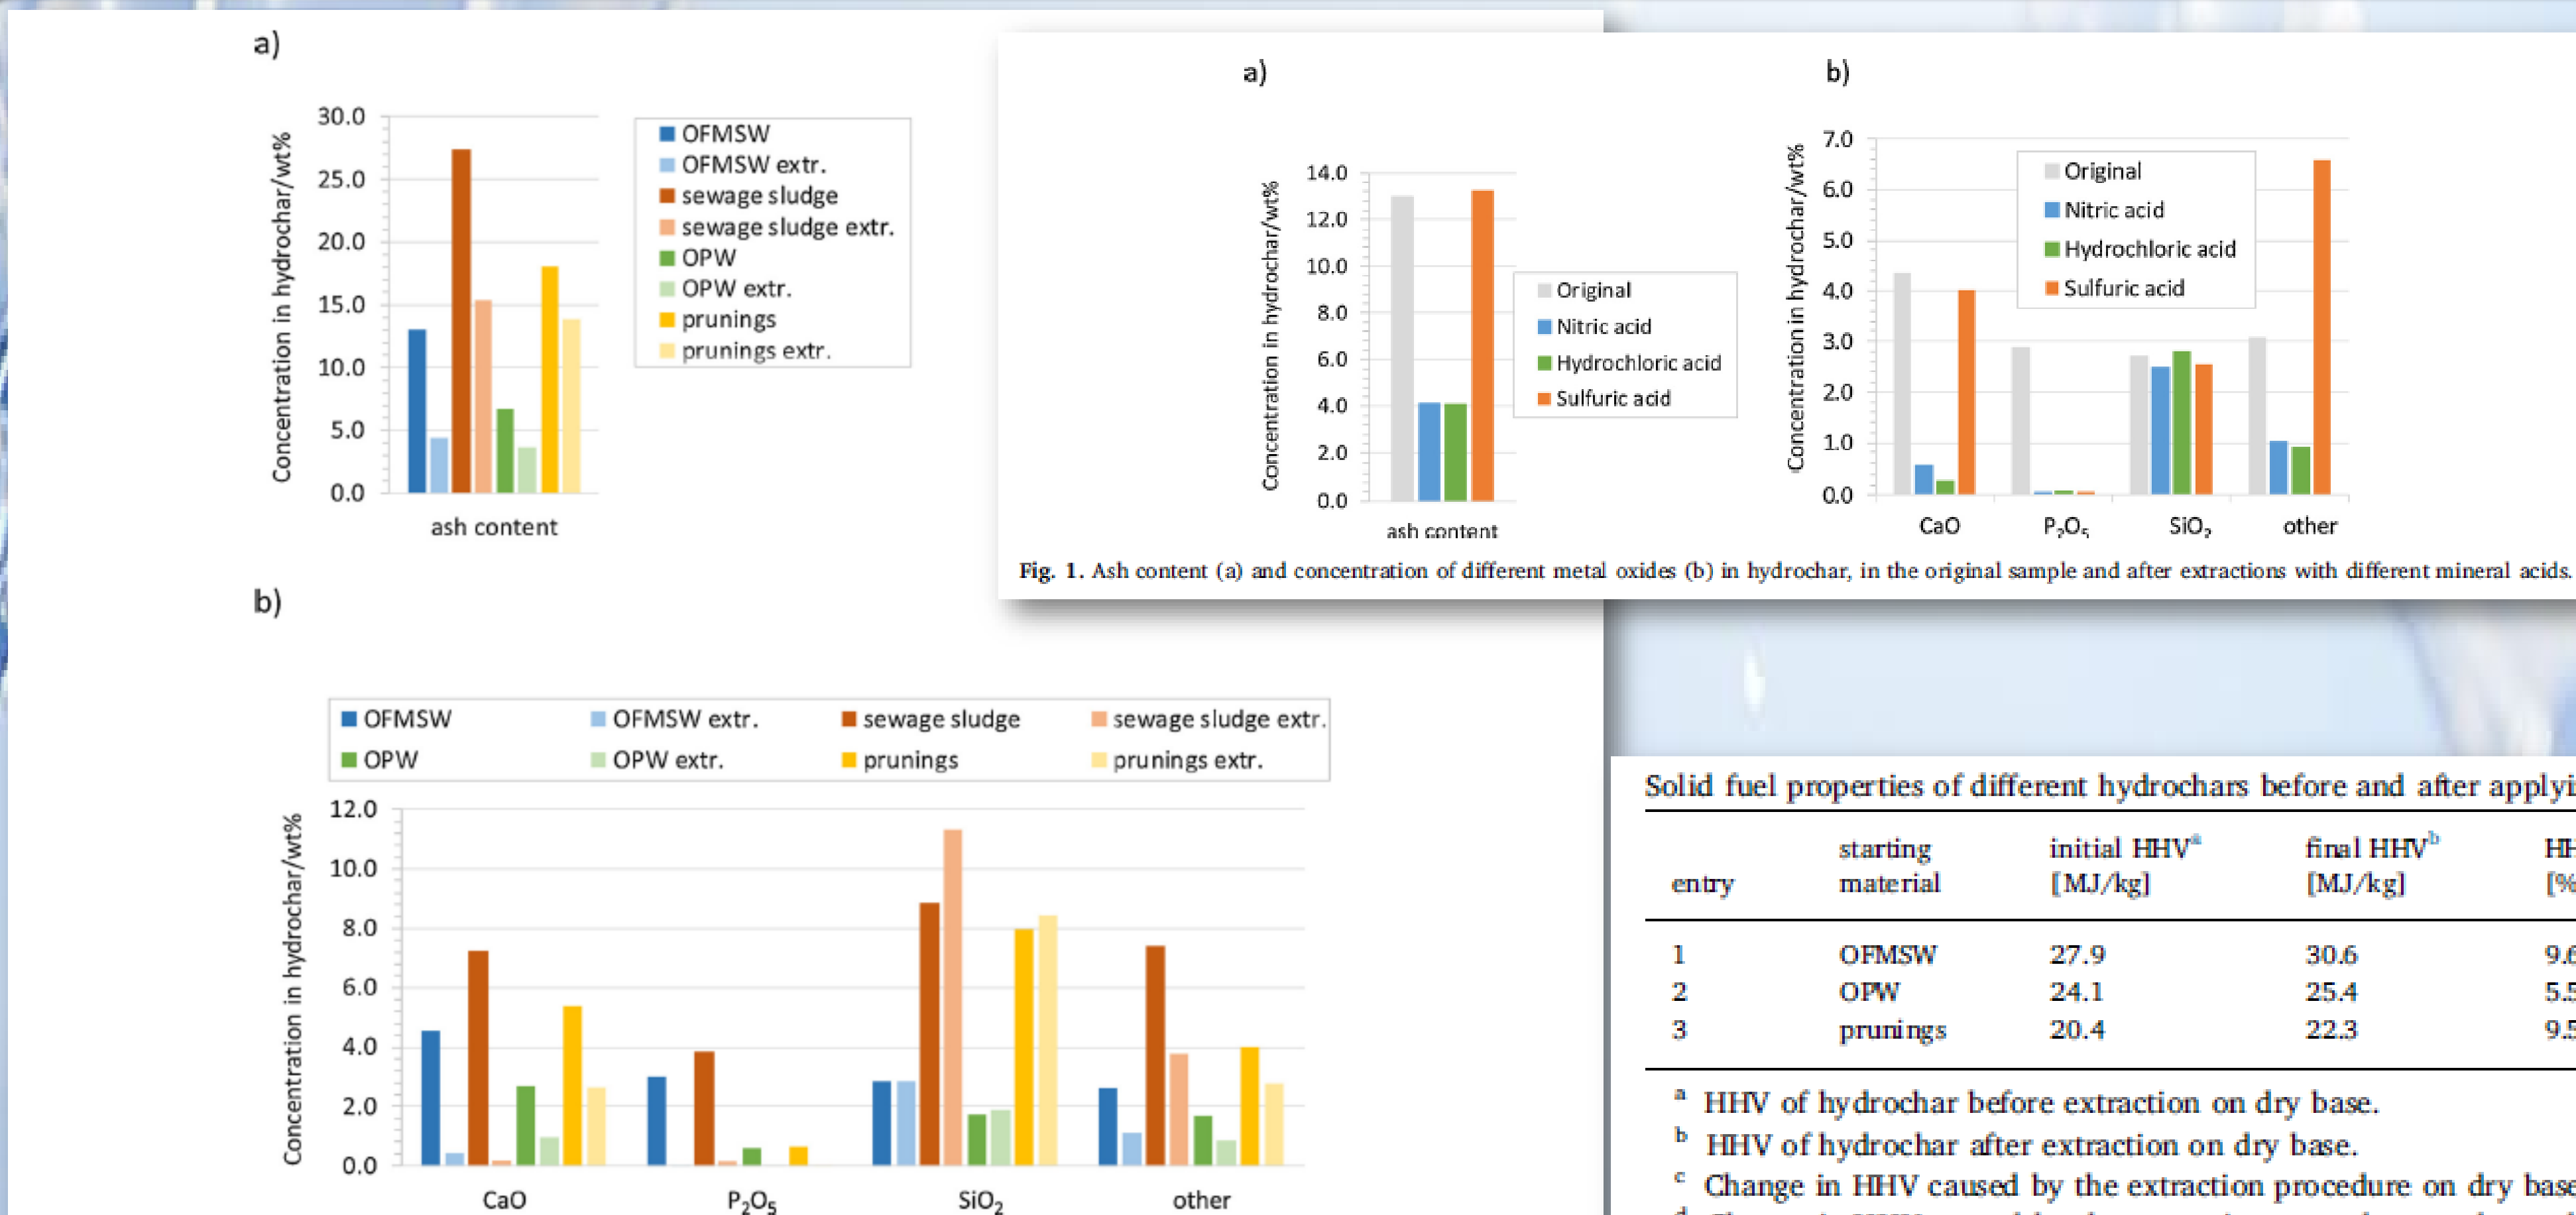 a)
30.0
25.0
20.0
15.0
10.0
5.0
0.0
Concentration in hydrochar/wt%
ash content
OFMSW
OFMSW extr.
sewage sludge
sewage sludge extr.
OPW
OPW extr.
prunings
prunings extr.
a)
14.0
12.0
10.0
8.0
6.0
4.0
2.0
0.0
Concentration in hydrochar/wt%
ash content
Original
Nitric acid
Hydrochloric acid
Sulfuric acid
b)
7.0
6.0
5.0
4.0
3.0
2.0
1.0
0.0
Concentration in hydrochar/wt%
Original
Nitric acid
Hydrochloric acid
Sulfuric acid
CaO P₂O₅ SiO₂ other
Fig. 1. Ash content (a) and concentration of different metal oxides (b) in hydrochar, in the original sample and after extractions with different mineral acids.
b)
OFMSW OFMSW extr. sewage sludge sewage sludge extr.
OPW OPW extr. prunings prunings extr.
12.0
10.0
8.0
6.0
4.0
2.0
0.0
Concentration in hydrochar/wt%
CaO P₂O₅ SiO₂ other
Solid fuel properties of different hydrochars before and after
starting initial HHVᵃ final HHVᵇ
entry material [MJ/kg] [MJ/kg] [%
1 OFMSW 27.9 30.6 9.6
2 OPW 24.1 25.4 5.5
3 prunings 20.4 22.3 9.5
ᵃ HHV of hydrochar before extraction on dry base.
ᵇ HHV of hydrochar after extraction on dry base.
ᶜ Change in HHV caused by the extraction procedure on dry base